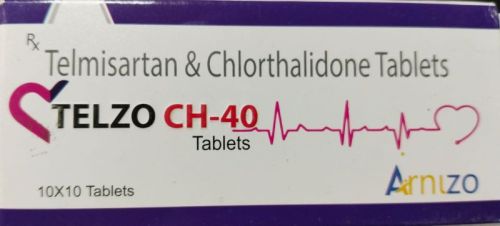 Rx Telmisartan & Chlorthalidone Tablets
TELZO CH-40
Tablets
10X10 Tablets
Arnizo